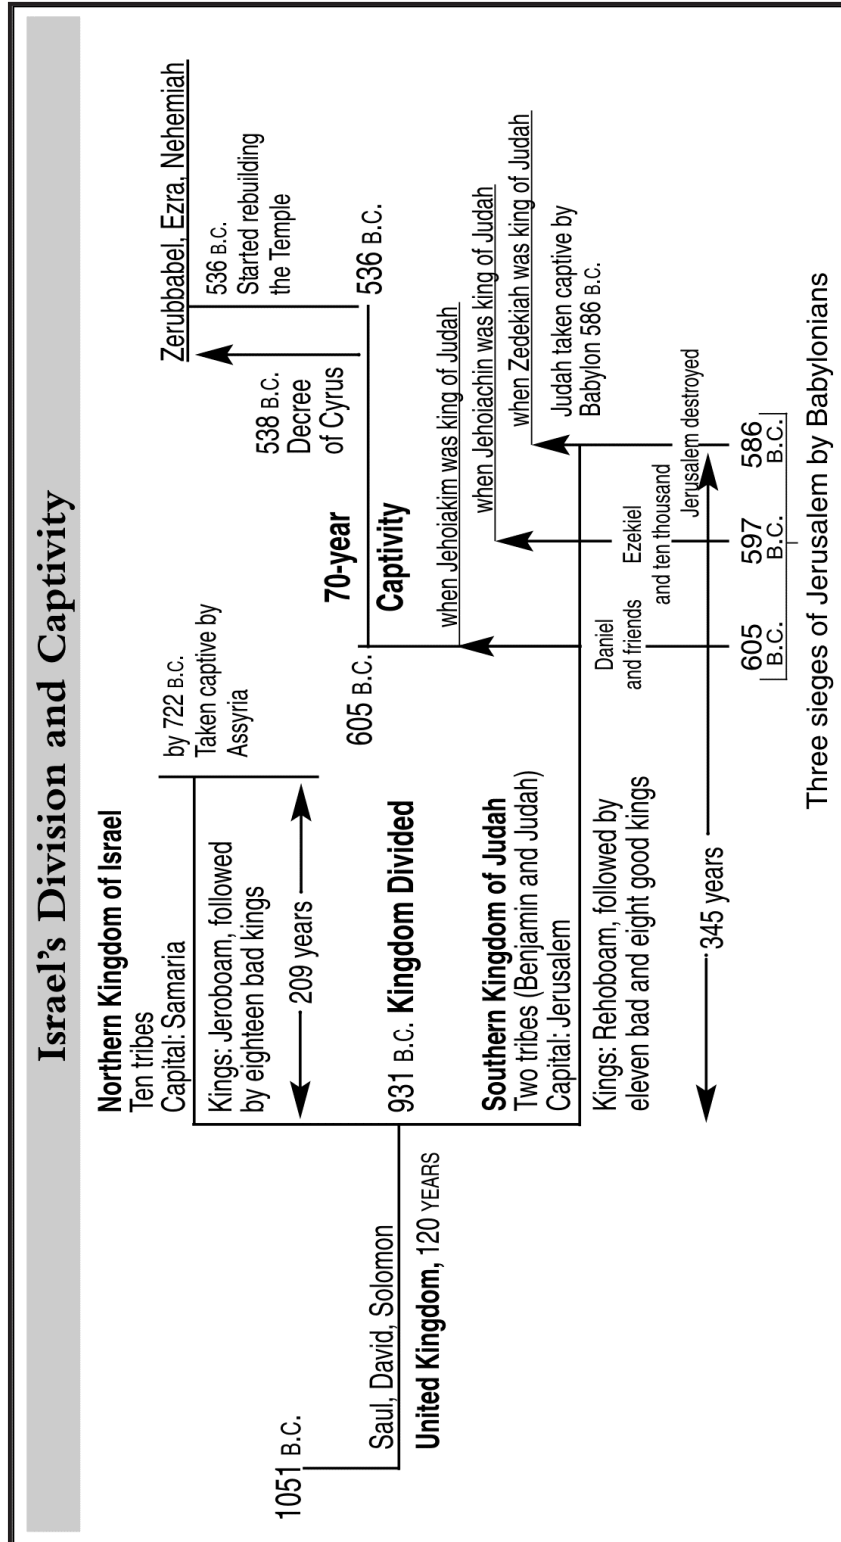 Israel's Division and Captivity
1051 B.C.
Saul, David, Solomon
United Kingdom, 120 YEARS
931 B.C. Kingdom Divided
Northern Kingdom of Israel
Ten tribes
Capital: Samaria
Kings: Jeroboam, followed
by eighteen bad kings
209 years
by 722 B.C.
Taken captive by
Assyria
Southern Kingdom of Judah
Two tribes (Benjamin and Judah)
Capital: Jerusalem
Kings: Rehoboam, followed by
eleven bad and eight good kings
345 years
605 B.C.
70-year
Captivity
536 B.C.
538 B.C.
Decree
of Cyrus
Zerubbabel, Ezra, Nehemiah
536 B.C.
Started rebuilding
the Temple
when Jehoiakim was king of Judah
when Jehoiachin was king of Judah
when Zedekiah was king of Judah
Judah taken captive by
Babylon 586 B.C.
Daniel
and friends
Ezekiel
and ten thousand
Jerusalem destroyed
605
B.C.
597
B.C.
586
B.C.
Three sieges of Jerusalem by Babylonians